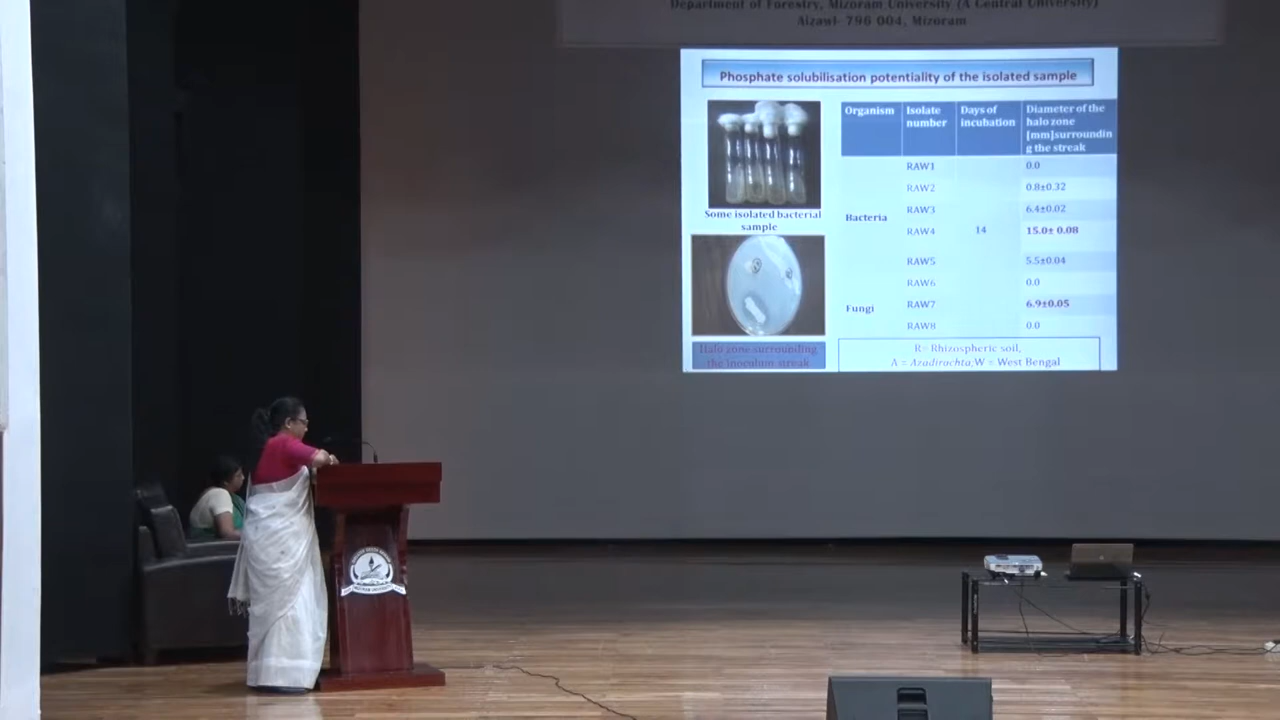 Department of Forestry, Mizoram University (A Central University)
Aizawl- 796 004, Mizoram
Phosphate solubilisation potentiality of the isolated sample
Some isolated bacterial
sample
Halo zone surrounding
the inoculum streak
Organism Isolate number Days of incubation Diameter of the halo zone [mm]surroundin g the streak
RAW1 0.0
RAW2 0.8±0.32
RAW3 6.4±0.02
Bacteria
RAW4 14 15.0± 0.08
RAW5 5.5±0.04
RAW6 0.0
Fungi RAW7 6.9±0.05
RAW8 0.0
R= Rhizospheric soil,
A = Azadirachta,W = West Bengal
MIZORAM UNIVERSITY